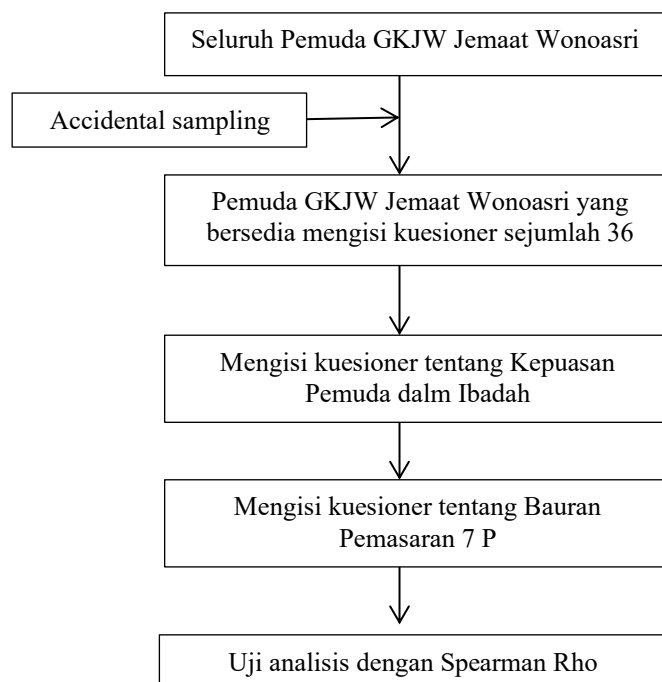 Seluruh Pemuda GKJW Jemaat Wonoasri
Accidental sampling
Pemuda GKJW Jemaat Wonoasri yang
bersedia mengisi kuesioner sejumlah 36
Mengisi kuesioner tentang Kepuasan
Pemuda dalm Ibadah
Mengisi kuesioner tentang Bauran
Pemasaran 7 P
Uji analisis dengan Spearman Rho